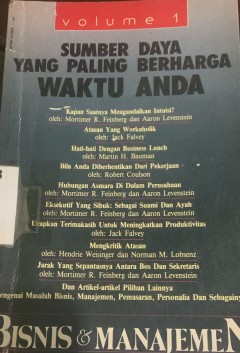 volume 1
SUMBER DAYA
YANG PALING BERHARGA
WAKTU ANDA
Kapan Saatnya Mengandalkan Intuisi?
oleh: Mortimer R. Feinberg dan Aaron Levenstein
Atasan Yang Workaholik
oleh: Jack Falvey
Hati-hati Dengan Business Lunch
oleh: Martin H. Bauman
Bila Anda Diberhentikan Dari Pekerjaan
oleh: Robert Coulson
Hubungan Asmara Di Dalam Perusahaan
oleh: Mortimer R. Feinberg dan Aaron Levenstein
Eksekutif Yang Sibuk: Sebagai Suami Dan Ayah
oleh: Mortimer R. Feinberg dan Aaron Levenstein
Ucapkan Terimakasih Untuk Meningkatkan Produktivitas
oleh: Jack Falvey
Mengkritik Atasan
oleh: Hendrie Weisinger dan Norman M. Lobsenz
Jarak Yang Sepantasnya Antara Bos Dan Sekretaris
oleh: Mortimer R. Feinberg dan Aaron Levenstein
Dan Artikel-artikel Pilihan Lainnya
engenai Masalah Bisnis, Manajemen, Pemasaran, Personalia Dan Sebagainy
BISNIS & MANAJEMEN